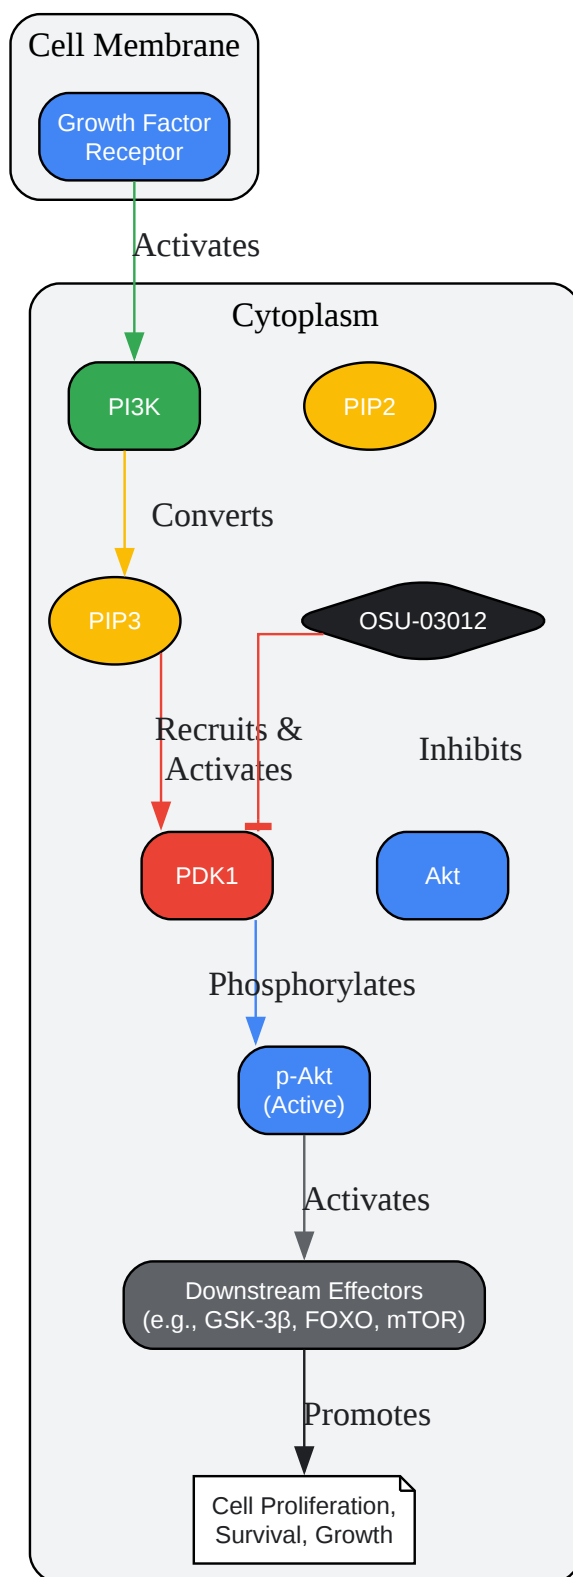 Cell Membrane
Growth Factor
Receptor
Activates
Cytoplasm
PI3K
PIP2
Converts
PIP3
OSU-03012
Recruits &
Activates
Inhibits
PDK1
Akt
Phosphorylates
p-Akt
(Active)
Activates
Downstream Effectors
(e.g., GSK-3β, FOXO, mTOR)
Promotes
Cell Proliferation,
Survival, Growth